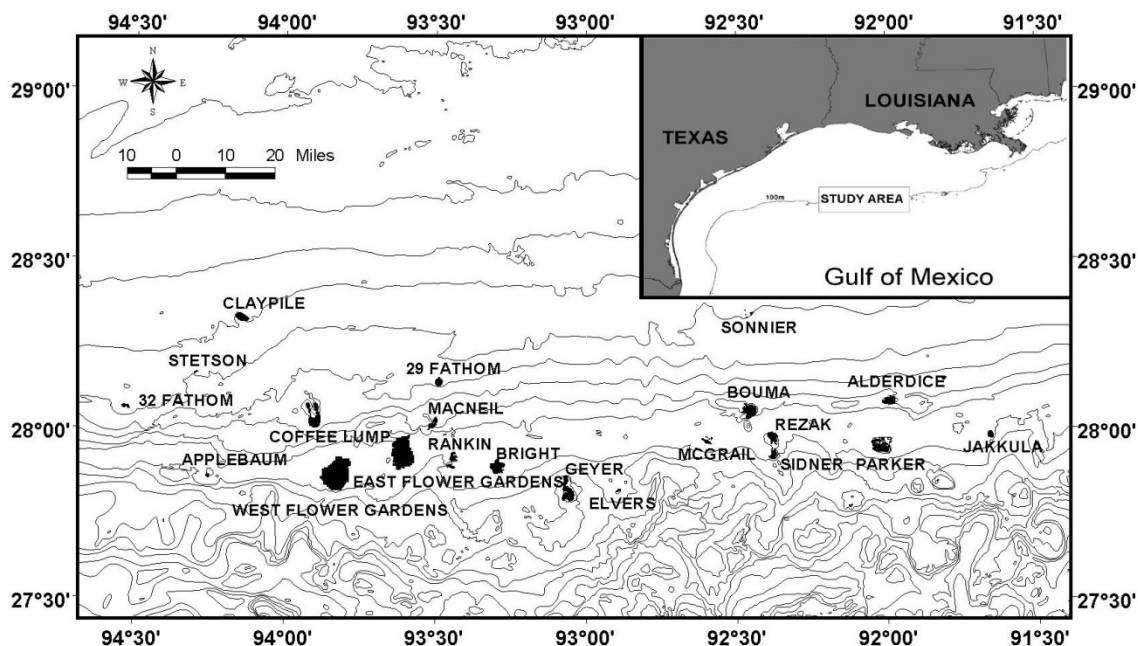 94°30' 94°00' 93°30' 93°00' 92°30' 92°00' 91°30'
N
W E
S
29°00' 29°00'
LOUISIANA
TEXAS
10 0 10 20 Miles
100m
STUDY AREA
Gulf of Mexico
28°30' 28°30'
CLAYPILE
SONNIER
STETSON
29 FATHOM
BOUMA
ALDERDICE
32 FATHOM
MACNEIL
REZAK
28°00' 28°00'
COFFEE LUMP
RANKIN
BRIGHT
MCGRAIL
JAKKULA
APPLEBAUM
GEYER
SIDNER
PARKER
EAST FLOWER GARDENS
ELVERS
WEST FLOWER GARDENS
27°30' 27°30'
94°30' 94°00' 93°30' 93°00' 92°30' 92°00' 91°30'